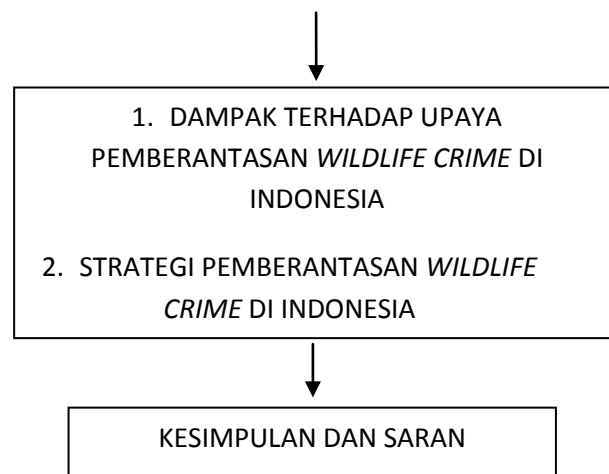 1. DAMPAK TERHADAP UPAYA
PEMBERANTASAN WILDLIFE CRIME DI
INDONESIA
2. STRATEGI PEMBERANTASAN WILDLIFE
CRIME DI INDONESIA
KESIMPULAN DAN SARAN